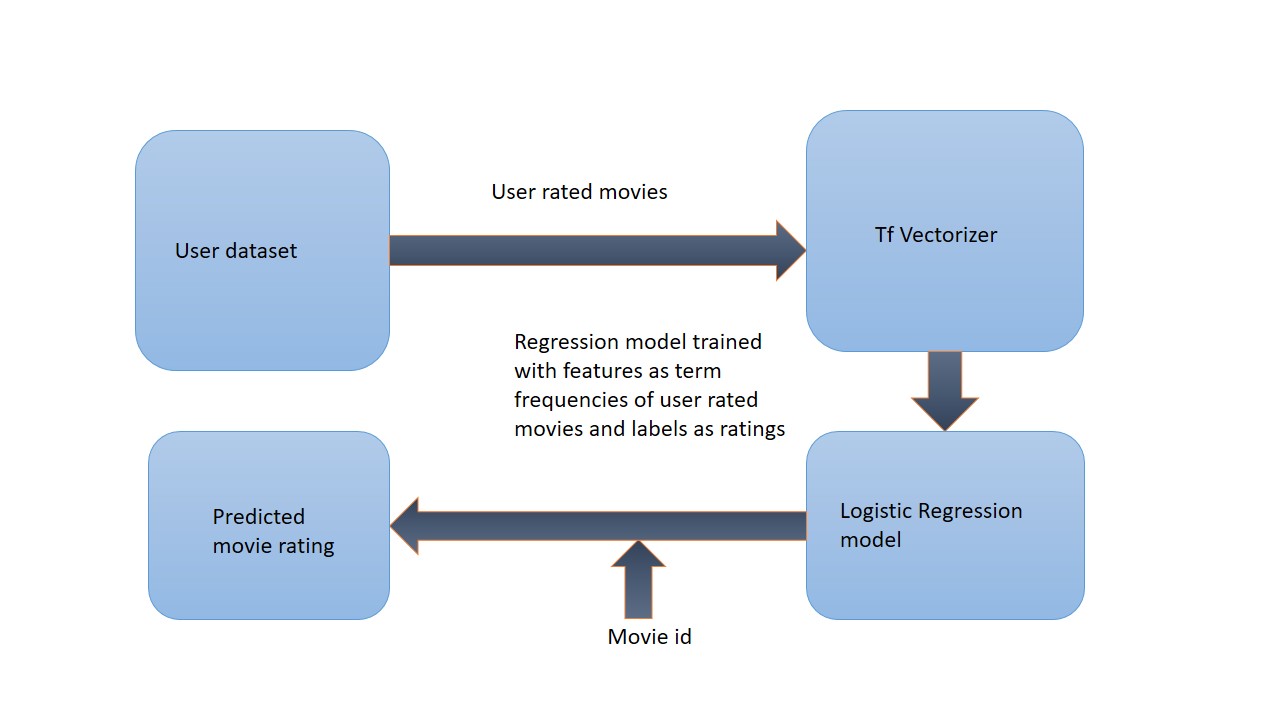 User rated movies
Tf Vectorizer
User dataset
Regression model trained
with features as term
frequencies of user rated
movies and labels as ratings
Predicted
movie rating
Logistic Regression
model
Movie id